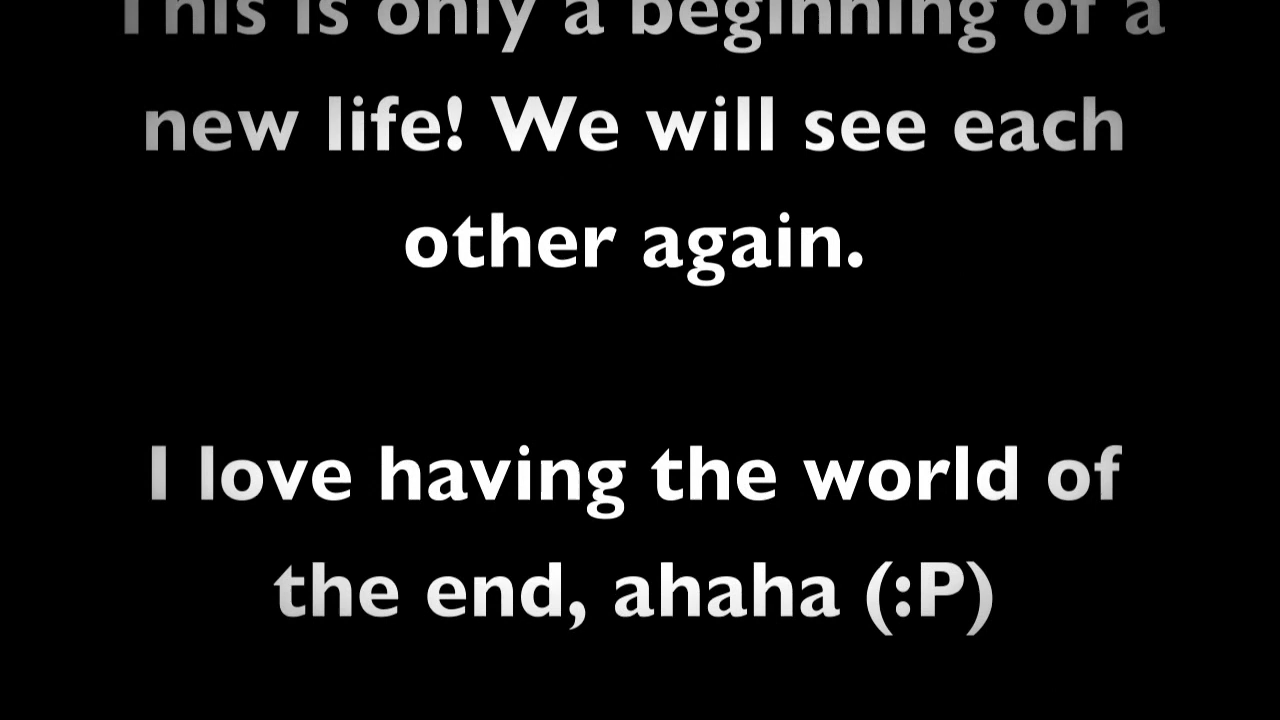 This is only a beginning of a
new life! We will see each
other again.
I love having the world of
the end, ahaha (:P)